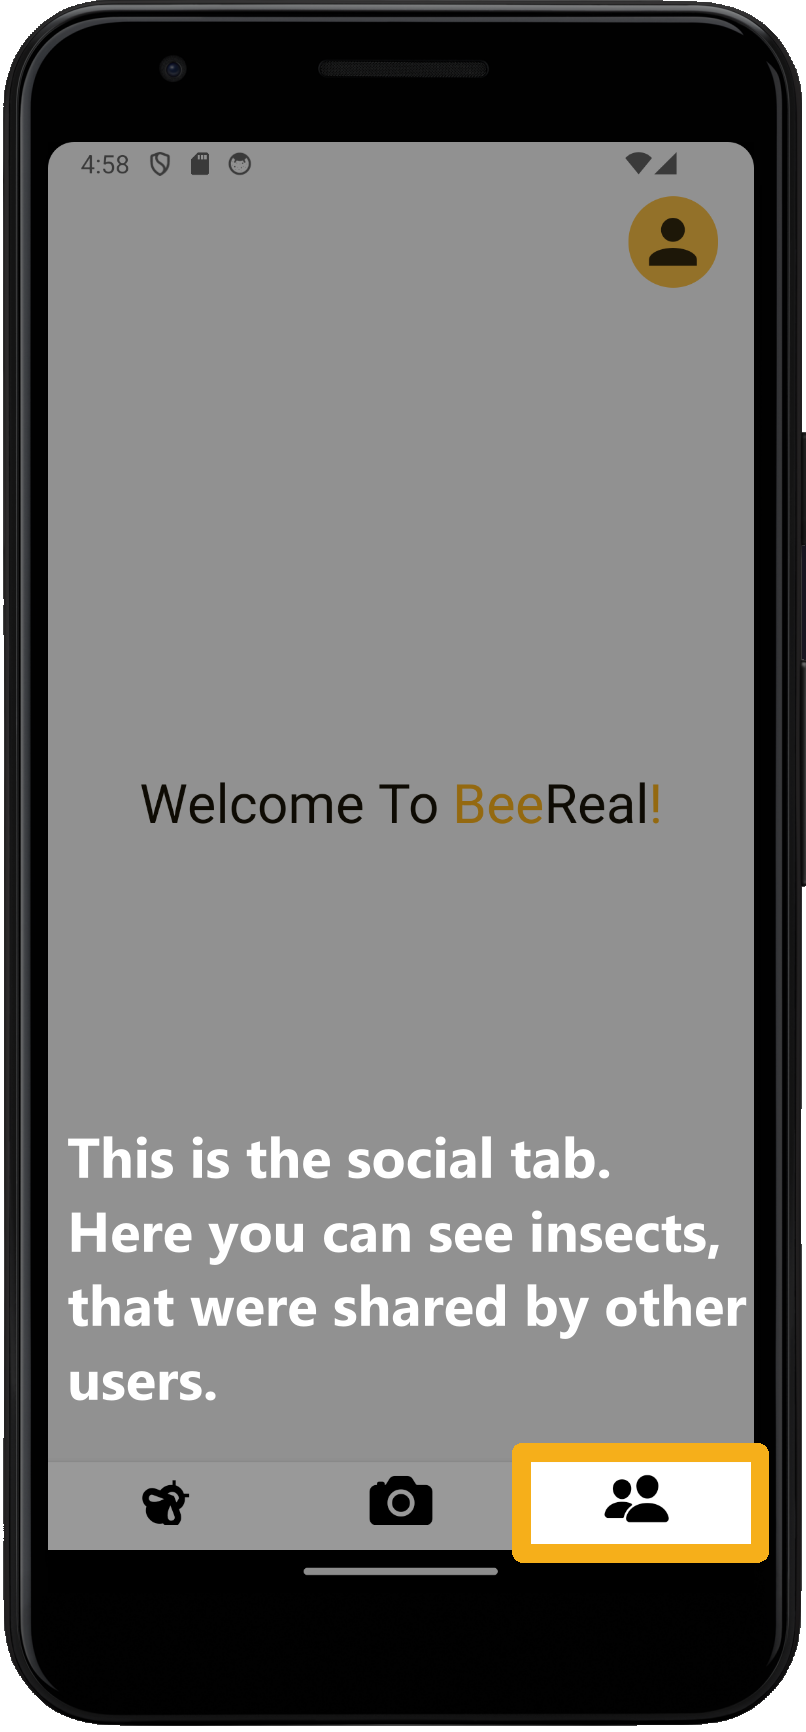 4:58
Welcome To BeeReal!
This is the social tab.
Here you can see insects,
that were shared by other
users.